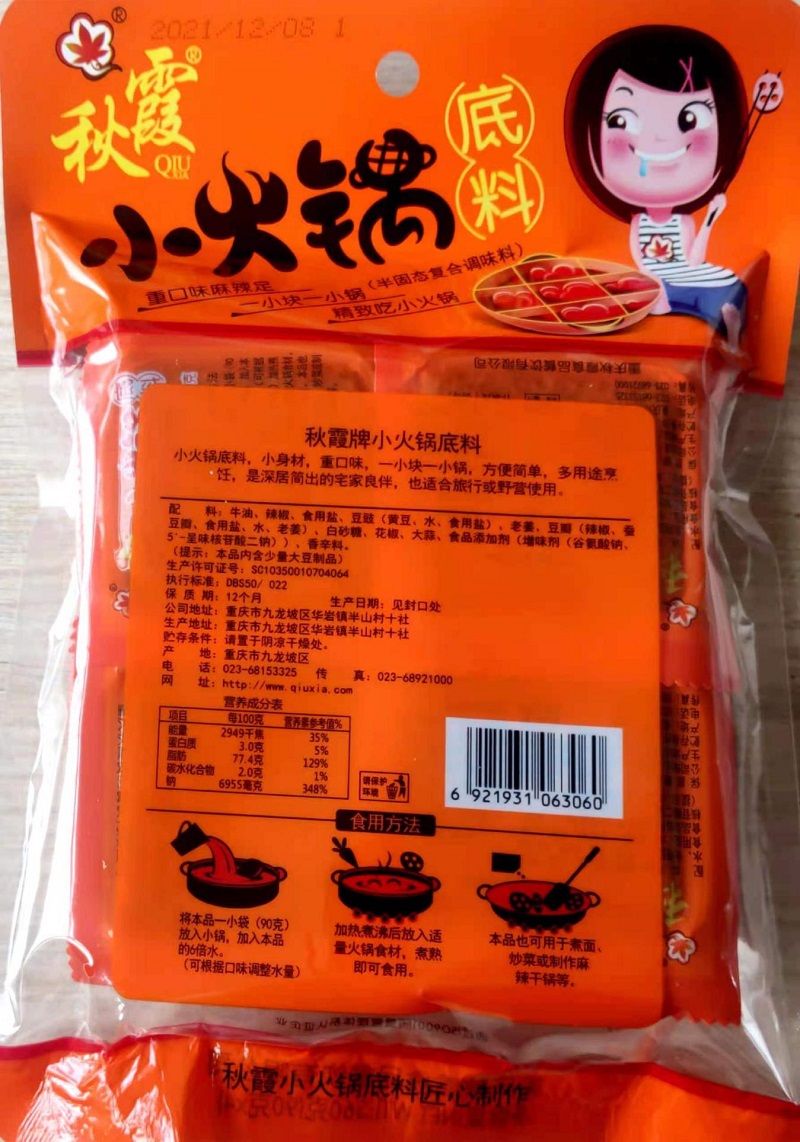 2021/12/08 1
®
秋霞®
QIU
XIA
小火锅
底料
重口味麻辣足
一小块一小锅（半固态复合调味料）
精致吃小火锅
秋霞牌小火锅底料
小火锅底料，小身材，重口味，一小块一小锅，方便简单，多用途烹
饪，是深居简出的宅家良伴，也适合旅行或野营使用。
配　　料：牛油、辣椒、食用盐、豆豉（黄豆、水、食用盐）、老姜、豆瓣（辣椒、蚕
豆瓣、食用盐、水、老姜）、白砂糖、花椒、大蒜、食品添加剂（增味剂（谷氨酸钠、
5'-呈味核苷酸二钠））、香辛料。
（提示：本品内含少量大豆制品）
生产许可证号：SC10350010704064
执行标准：DBS50/ 022
保 质 期：12个月　　生产日期：见封口处
公司地址：重庆市九龙坡区华岩镇半山村十社
生产地址：重庆市九龙坡区华岩镇半山村十社
贮存条件：请置于阴凉干燥处。
产　　地：重庆市九龙坡区
电　　话：023-68153325　传　　真：023-68921000
网　　址：http://www.qiuxia.com
营养成分表
项目　每100克　营养素参考值%
能量　2949千焦　35%
蛋白质　3.0克　5%
脂肪　77.4克　129%
碳水化合物　2.0克　1%
钠　6955毫克　348%
请保护
环境
6 921931 063060
食用方法
将本品一小袋（90克）
放入小锅，加入本品
的6倍水。
（可根据口味调整水量）
加热煮沸后放入适
量火锅食材，煮熟
即可食用。
本品也可用于煮面、
炒菜或制作麻
辣干锅等。
秋霞小火锅底料匠心制作